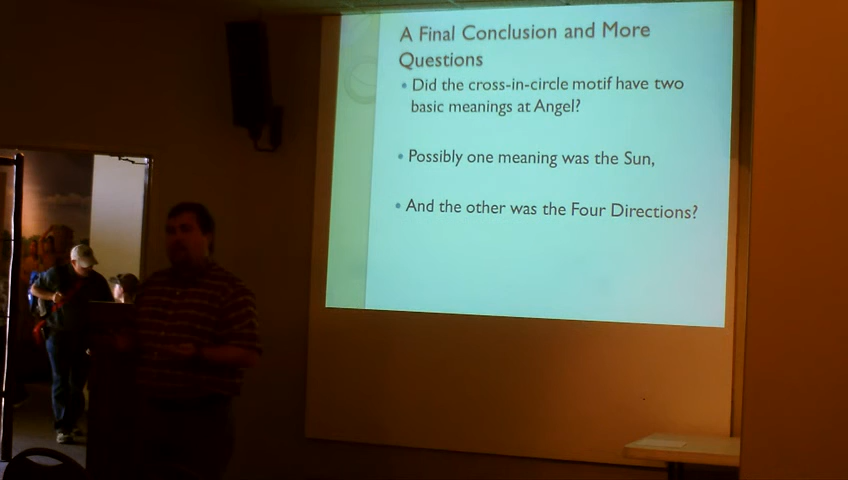 A Final Conclusion and More
Questions
• Did the cross-in-circle motif have two
basic meanings at Angel?
• Possibly one meaning was the Sun,
• And the other was the Four Directions?